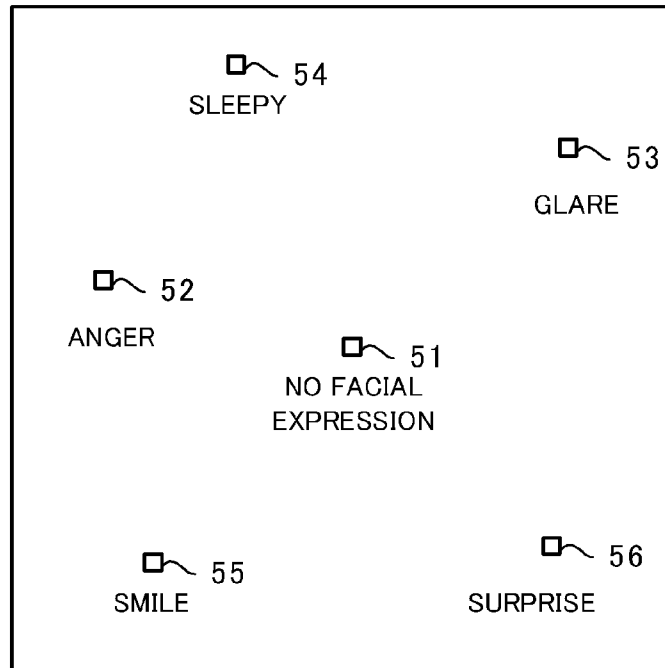 54
SLEEPY
53
GLARE
52
ANGER
51
NO FACIAL
EXPRESSION
55
SMILE
56
SURPRISE